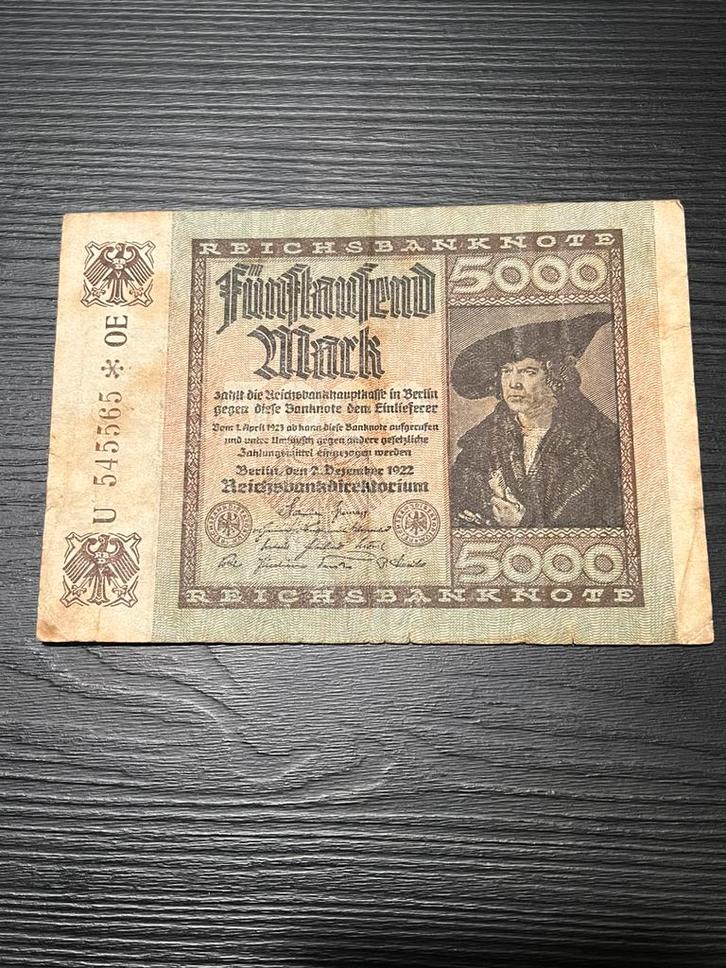 REICHSBANKNOTE
Fünftausend
Mark
zahlt die Reichsbankhauptkasse in Berlin
gegen diese Banknote dem Einlieferer
Vom 1. April 1923 ab kann diese Banknote aufgerufen
und unter Umtausch gegen andere gesetzliche
Zahlungsmittel eingezogen werden
Berlin, den 2. Dezember 1922
Reichsbankdirektorium
5000
5000
REICHSBANKNOTE
U 545565 * OE